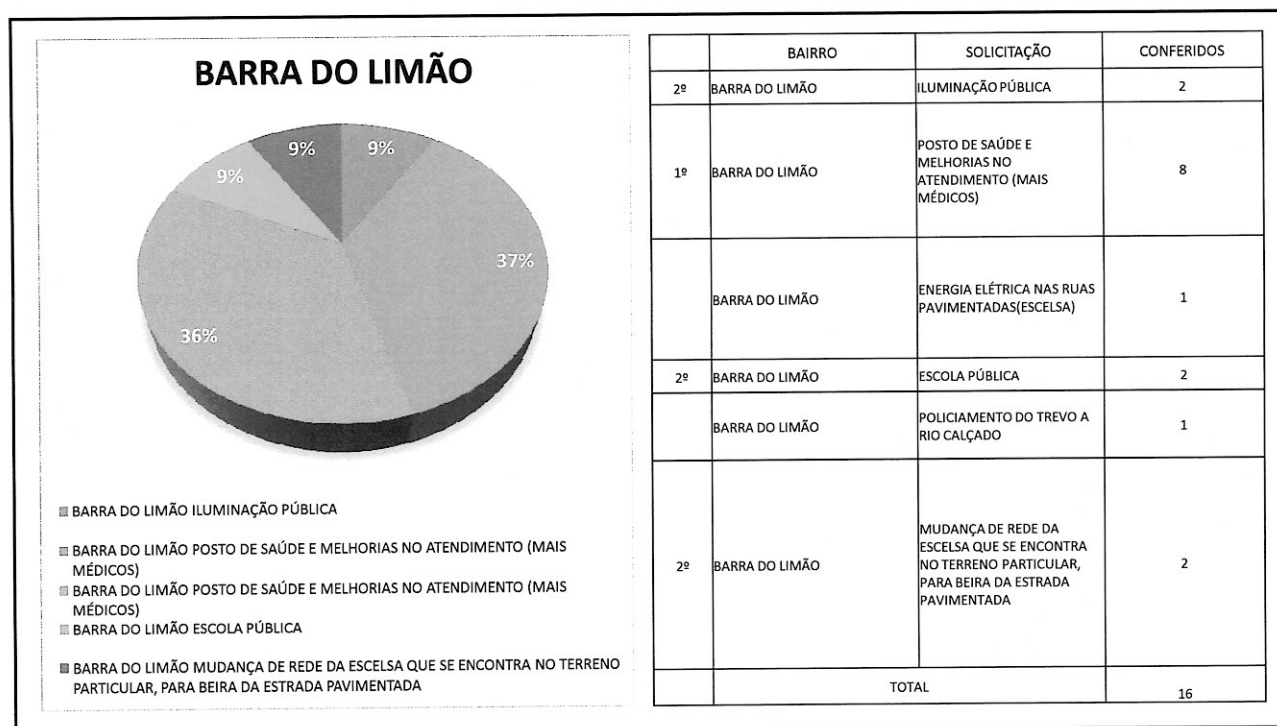 BARRA DO LIMÃO
9%
9%
9%
37%
36%
BARRA DO LIMÃO ILUMINAÇÃO PÚBLICA
BARRA DO LIMÃO POSTO DE SAÚDE E MELHORIAS NO ATENDIMENTO (MAIS
MÉDICOS)
BARRA DO LIMÃO POSTO DE SAÚDE E MELHORIAS NO ATENDIMENTO (MAIS
MÉDICOS)
BARRA DO LIMÃO ESCOLA PÚBLICA
BARRA DO LIMÃO MUDANÇA DE REDE DA ESCELSA QUE SE ENCONTRA NO TERRENO
PARTICULAR, PARA BEIRA DA ESTRADA PAVIMENTADA
BAIRRO SOLICITAÇÃO CONFERIDOS
2º BARRA DO LIMÃO ILUMINAÇÃO PÚBLICA 2
1º BARRA DO LIMÃO POSTO DE SAÚDE E
MELHORIAS NO
ATENDIMENTO (MAIS
MÉDICOS) 8
BARRA DO LIMÃO ENERGIA ELÉTRICA NAS RUAS
PAVIMENTADAS(ESCELSA) 1
2º BARRA DO LIMÃO ESCOLA PÚBLICA 2
BARRA DO LIMÃO POLICIAMENTO DO TREVO A
RIO CALÇADO 1
2º BARRA DO LIMÃO MUDANÇA DE REDE DA
ESCELSA QUE SE ENCONTRA
NO TERRENO PARTICULAR,
PARA BEIRA DA ESTRADA
PAVIMENTADA 2
TOTAL 16